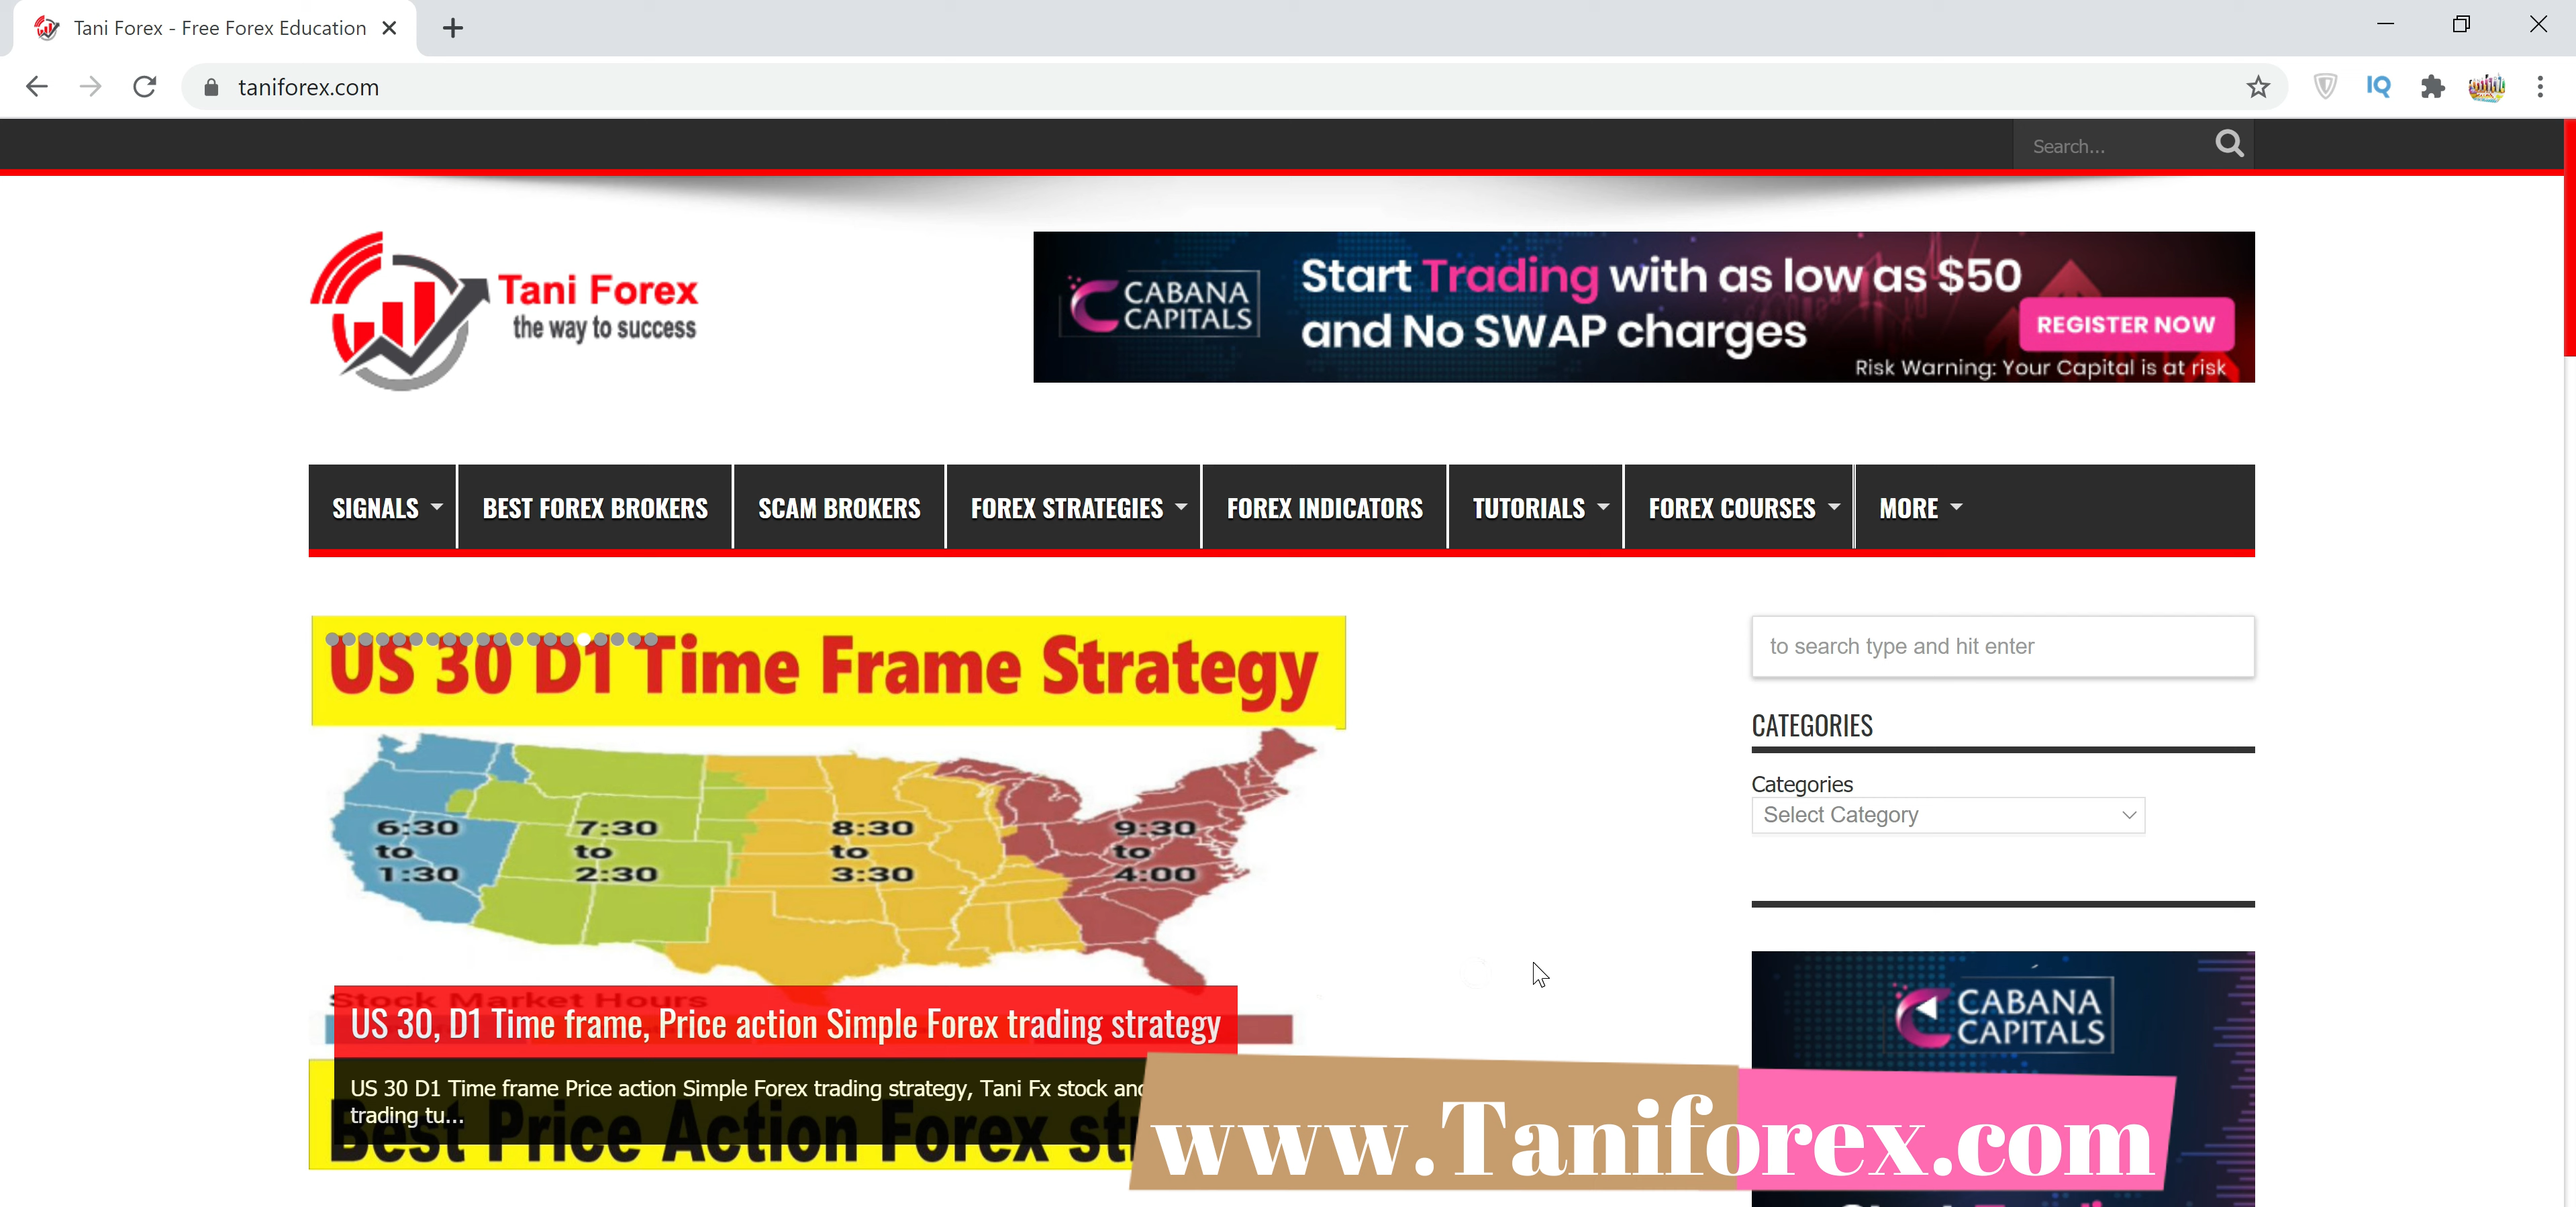 Tani Forex - Free Forex Education
taniforex.com
IQ
Search...
Tani Forex
the way to success
CABANA
CAPITALS
Start Trading with as low as $50
and No SWAP charges
REGISTER NOW
Risk Warning: Your Capital is at risk
SIGNALS
BEST FOREX BROKERS
SCAM BROKERS
FOREX STRATEGIES
FOREX INDICATORS
TUTORIALS
FOREX COURSES
MORE
US 30 D1 Time Frame Strategy
6:30
to
1:30
7:30
to
2:30
8:30
to
3:30
9:30
to
4:00
Stock Market Hours
US 30, D1 Time frame, Price action Simple Forex trading strategy
US 30 D1 Time frame Price action Simple Forex trading strategy, Tani Fx stock and
trading tu...
Best Price Action Forex
to search type and hit enter
CATEGORIES
Categories
Select Category
CABANA
CAPITALS
www.Taniforex.com